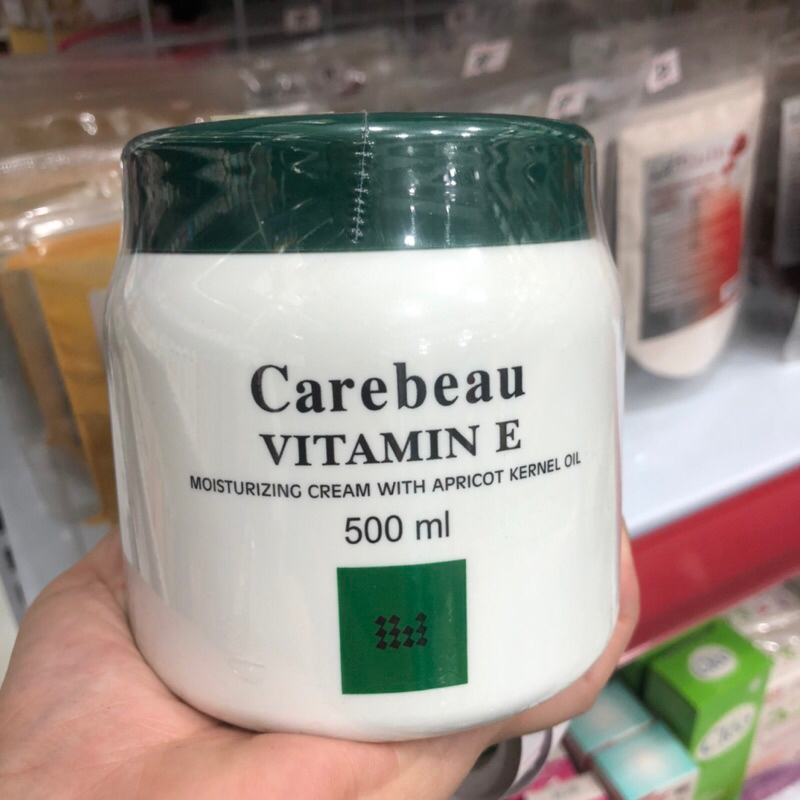 Carebeau
VITAMIN E
MOISTURIZING CREAM WITH APRICOT KERNEL OIL
500 ml